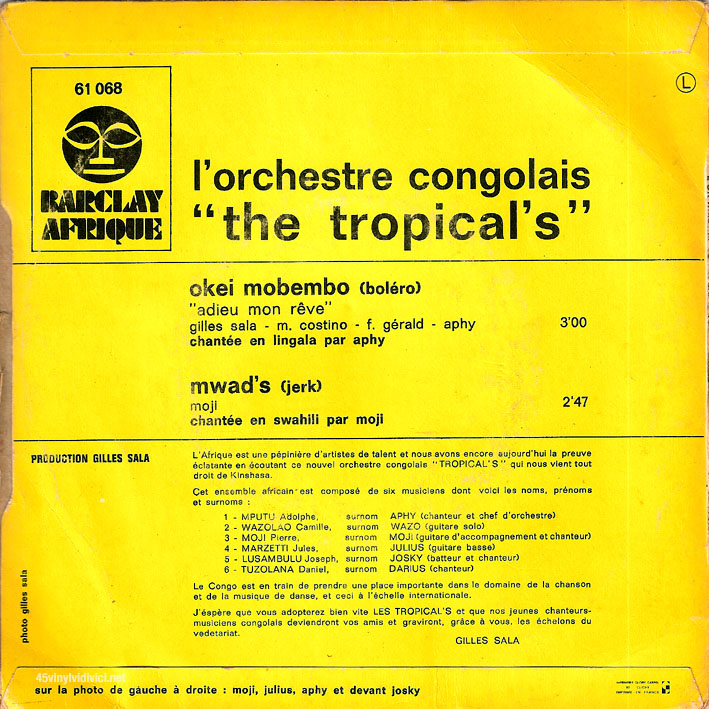 61 068
L
BARCLAY
AFRIQUE
l'orchestre congolais
"the tropical's"
okei mobembo (boléro)
"adieu mon rêve"
gilles sala - m. costino - f. gérald - aphy 3'00
chantée en lingala par aphy
mwad's (jerk)
moji 2'47
chantée en swahili par moji
PRODUCTION GILLES SALA
L'Afrique est une pépinière d'artistes de talent et nous avons encore aujourd'hui la preuve
éclatante en écoutant ce nouvel orchestre congolais "TROPICAL'S" qui nous vient tout
droit de Kinshasa.
Cet ensemble africain est composé de six musiciens dont voici les noms, prénoms
et surnoms :
1 - MPUTU Adolphe, surnom APHY (chanteur et chef d'orchestre)
2 - WAZOLAO Camille, surnom WAZO (guitare solo)
3 - MOJI Pierre, surnom MOJI (guitare d'accompagnement et chanteur)
4 - MARZETTI Jules, surnom JULIUS (guitare basse)
5 - LUSAMBULU Joseph, surnom JOSKY (batteur et chanteur)
6 - TUZOLANA Daniel, surnom DARIUS (chanteur)
Le Congo est en train de prendre une place importante dans le domaine de la chanson
et de la musique de danse, et ceci à l'échelle internationale.
J'éspère que vous adopterez bien vite LES TROPICAL'S et que nos jeunes chanteurs-
musiciens congolais deviendront vos amis et graviront, grâce à vous, les échelons du
vedetariat.
GILLES SALA
photo gilles sala
45vinylvidivici.net
sur la photo de gauche à droite : moji, julius, aphy et devant josky